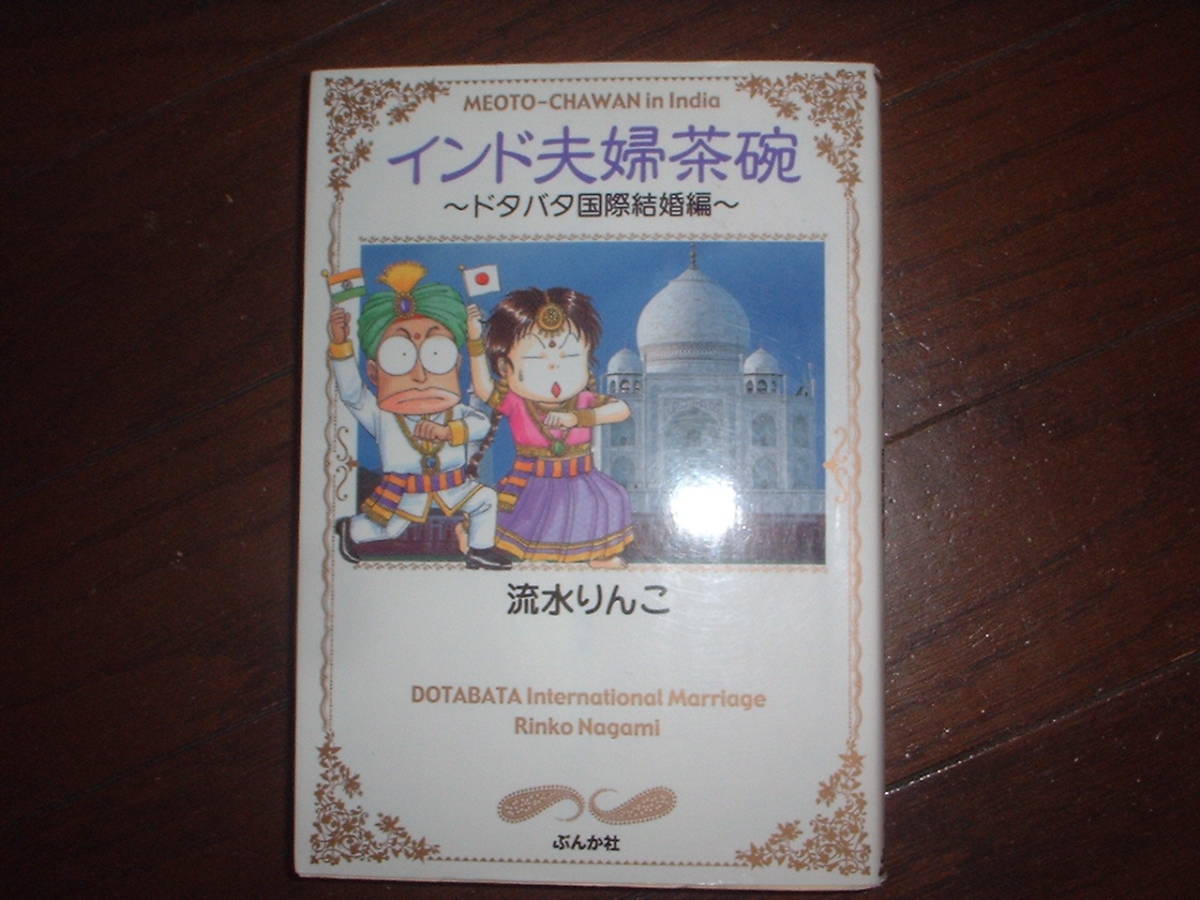 MEOTO-CHAWAN in India
インド夫婦茶碗
～ドタバタ国際結婚編～
流水りんこ
DOTABATA International Marriage
Rinko Nagami
ぶんか社